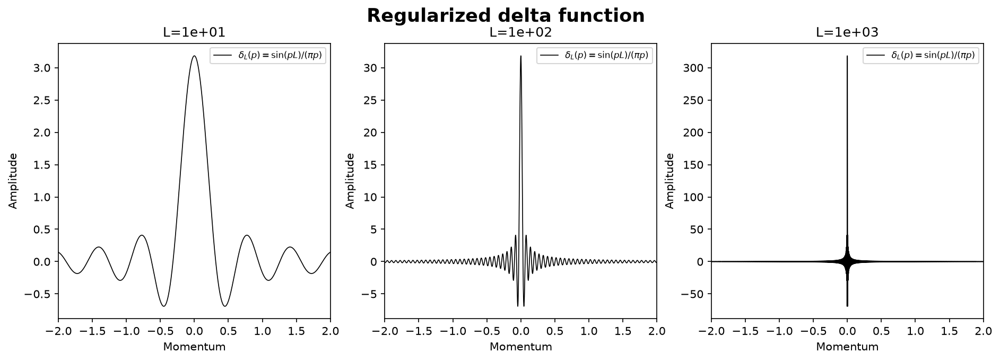 Regularized delta function
L=1e+01
δ_L(p) = sin(pL)/(πp)
3.0
2.5
2.0
1.5
1.0
0.5
0.0
−0.5
Amplitude
−2.0 −1.5 −1.0 −0.5 0.0 0.5 1.0 1.5 2.0
Momentum
L=1e+02
δ_L(p) = sin(pL)/(πp)
30
25
20
15
10
5
0
−5
Amplitude
−2.0 −1.5 −1.0 −0.5 0.0 0.5 1.0 1.5 2.0
Momentum
L=1e+03
δ_L(p) = sin(pL)/(πp)
300
250
200
150
100
50
0
−50
Amplitude
−2.0 −1.5 −1.0 −0.5 0.0 0.5 1.0 1.5 2.0
Momentum